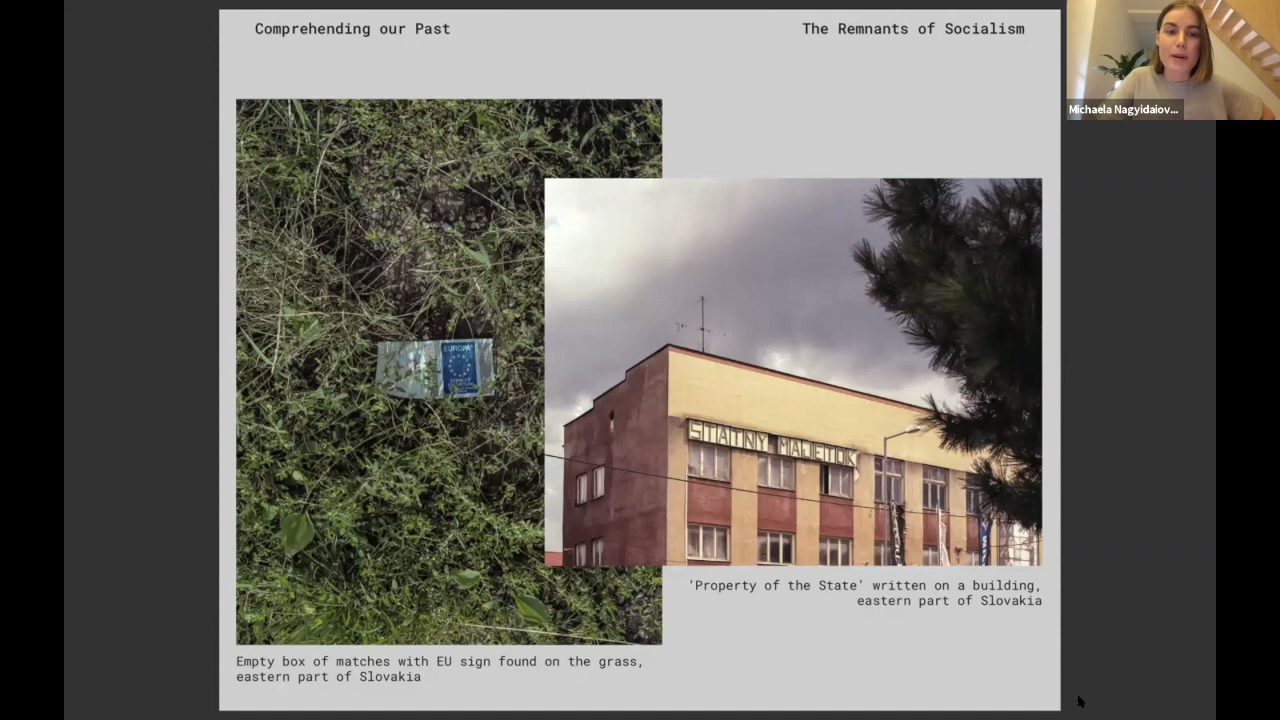 Comprehending our Past
The Remnants of Socialism
Michaela Nagyidaiov...
EUROPA
STATNY MAJETOK
'Property of the State' written on a building,
eastern part of Slovakia
Empty box of matches with EU sign found on the grass,
eastern part of Slovakia